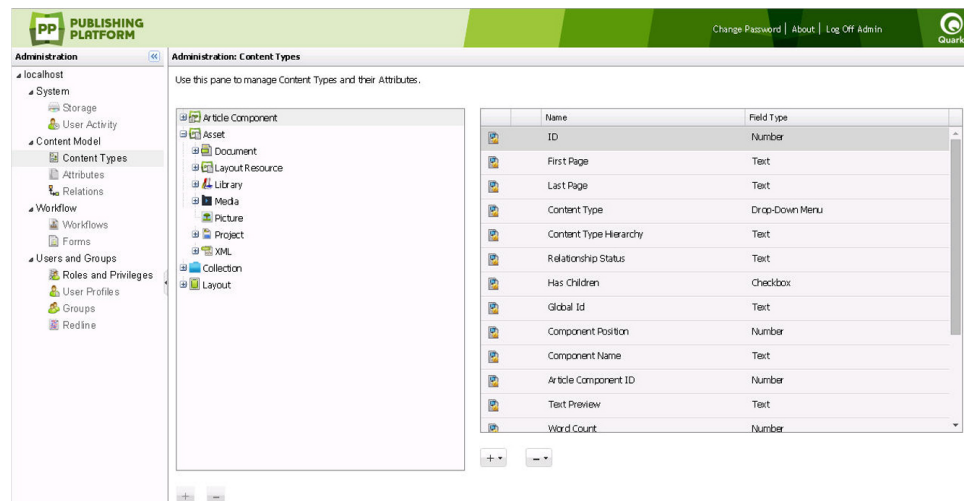 PP PUBLISHING PLATFORM
Change Password | About | Log Off Admin
Quark
Administration
Administration: Content Types
localhost
System
Storage
User Activity
Content Model
Content Types
Attributes
Relations
Workflow
Workflows
Forms
Users and Groups
Roles and Privileges
User Profiles
Groups
Redline
Use this pane to manage Content Types and their Attributes.
Article Component
Asset
Document
Layout Resource
Library
Media
Picture
Project
XML
Collection
Layout
Name Field Type
ID Number
First Page Text
Last Page Text
Content Type Drop-Down Menu
Content Type Hierarchy Text
Relationship Status Text
Has Children Checkbox
Global Id Text
Component Position Number
Component Name Text
Article Component ID Number
Text Preview Text
Word Count Number